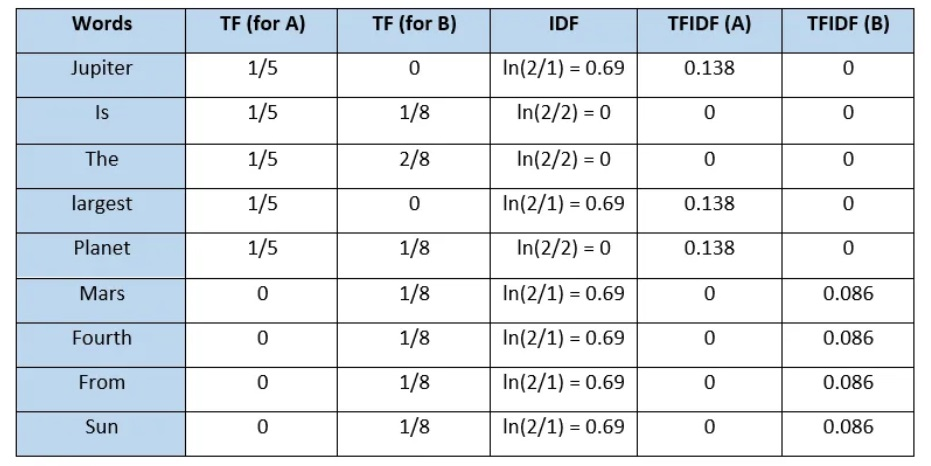 Words TF (for A) TF (for B) IDF TFIDF (A) TFIDF (B)
Jupiter 1/5 0 ln(2/1) = 0.69 0.138 0
Is 1/5 1/8 ln(2/2) = 0 0 0
The 1/5 2/8 ln(2/2) = 0 0 0
largest 1/5 0 ln(2/1) = 0.69 0.138 0
Planet 1/5 1/8 ln(2/2) = 0 0.138 0
Mars 0 1/8 ln(2/1) = 0.69 0 0.086
Fourth 0 1/8 ln(2/1) = 0.69 0 0.086
From 0 1/8 ln(2/1) = 0.69 0 0.086
Sun 0 1/8 ln(2/1) = 0.69 0 0.086